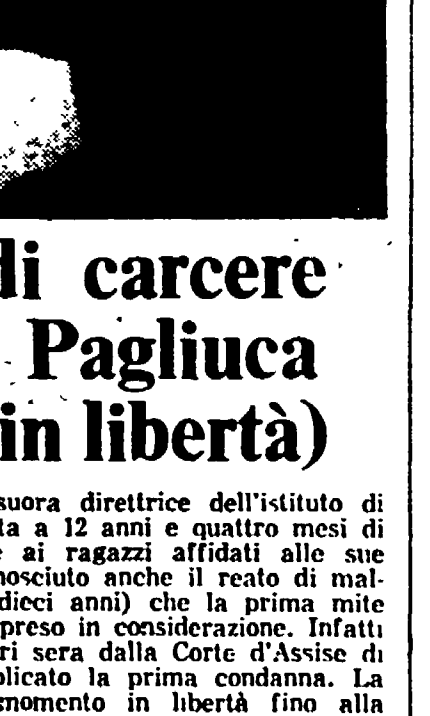 di carcere
Pagliuca
in libertà)
suora direttrice dell'istituto di
ta a 12 anni e quattro mesi di
e ai ragazzi affidati alle sue
nosciuto anche il reato di mal-
dieci anni) che la prima mite
preso in considerazione. Infatti
ri sera dalla Corte d'Assise di
plicato la prima condanna. La
momento in libertà fino alla